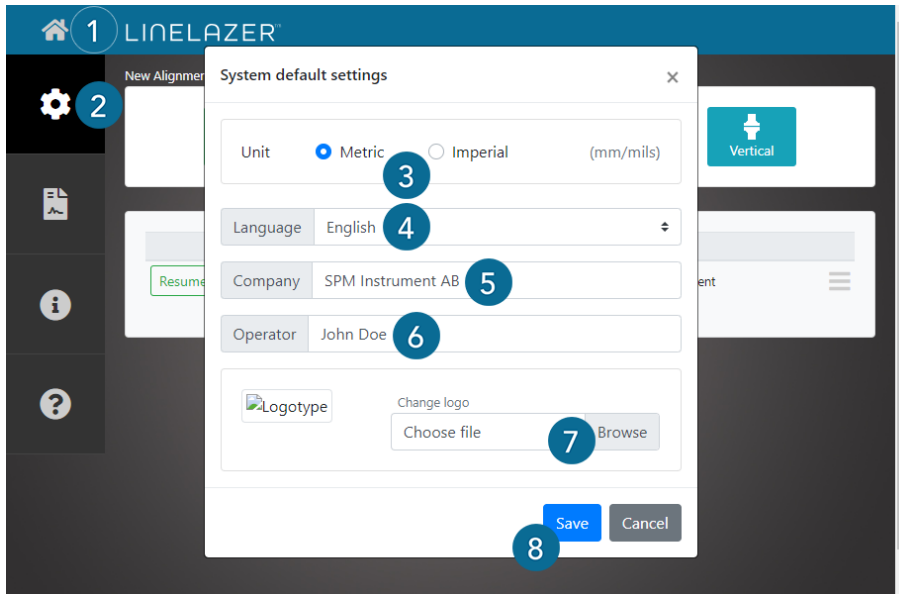 1 LINELAZER™
New Alignmen
System default settings ×
2
Unit Metric Imperial (mm/mils)
Vertical
3
Language English 4
Resume
Company SPM Instrument AB 5
ent
Operator John Doe 6
Logotype
Change logo
Choose file 7 Browse
Save Cancel
8